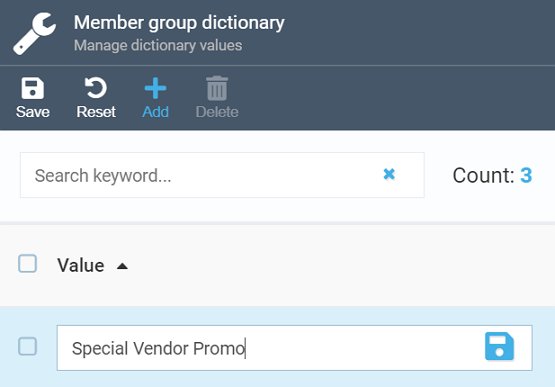 Member group dictionary
Manage dictionary values
Save Reset Add Delete
Search keyword... Count: 3
Value
Special Vendor Promo